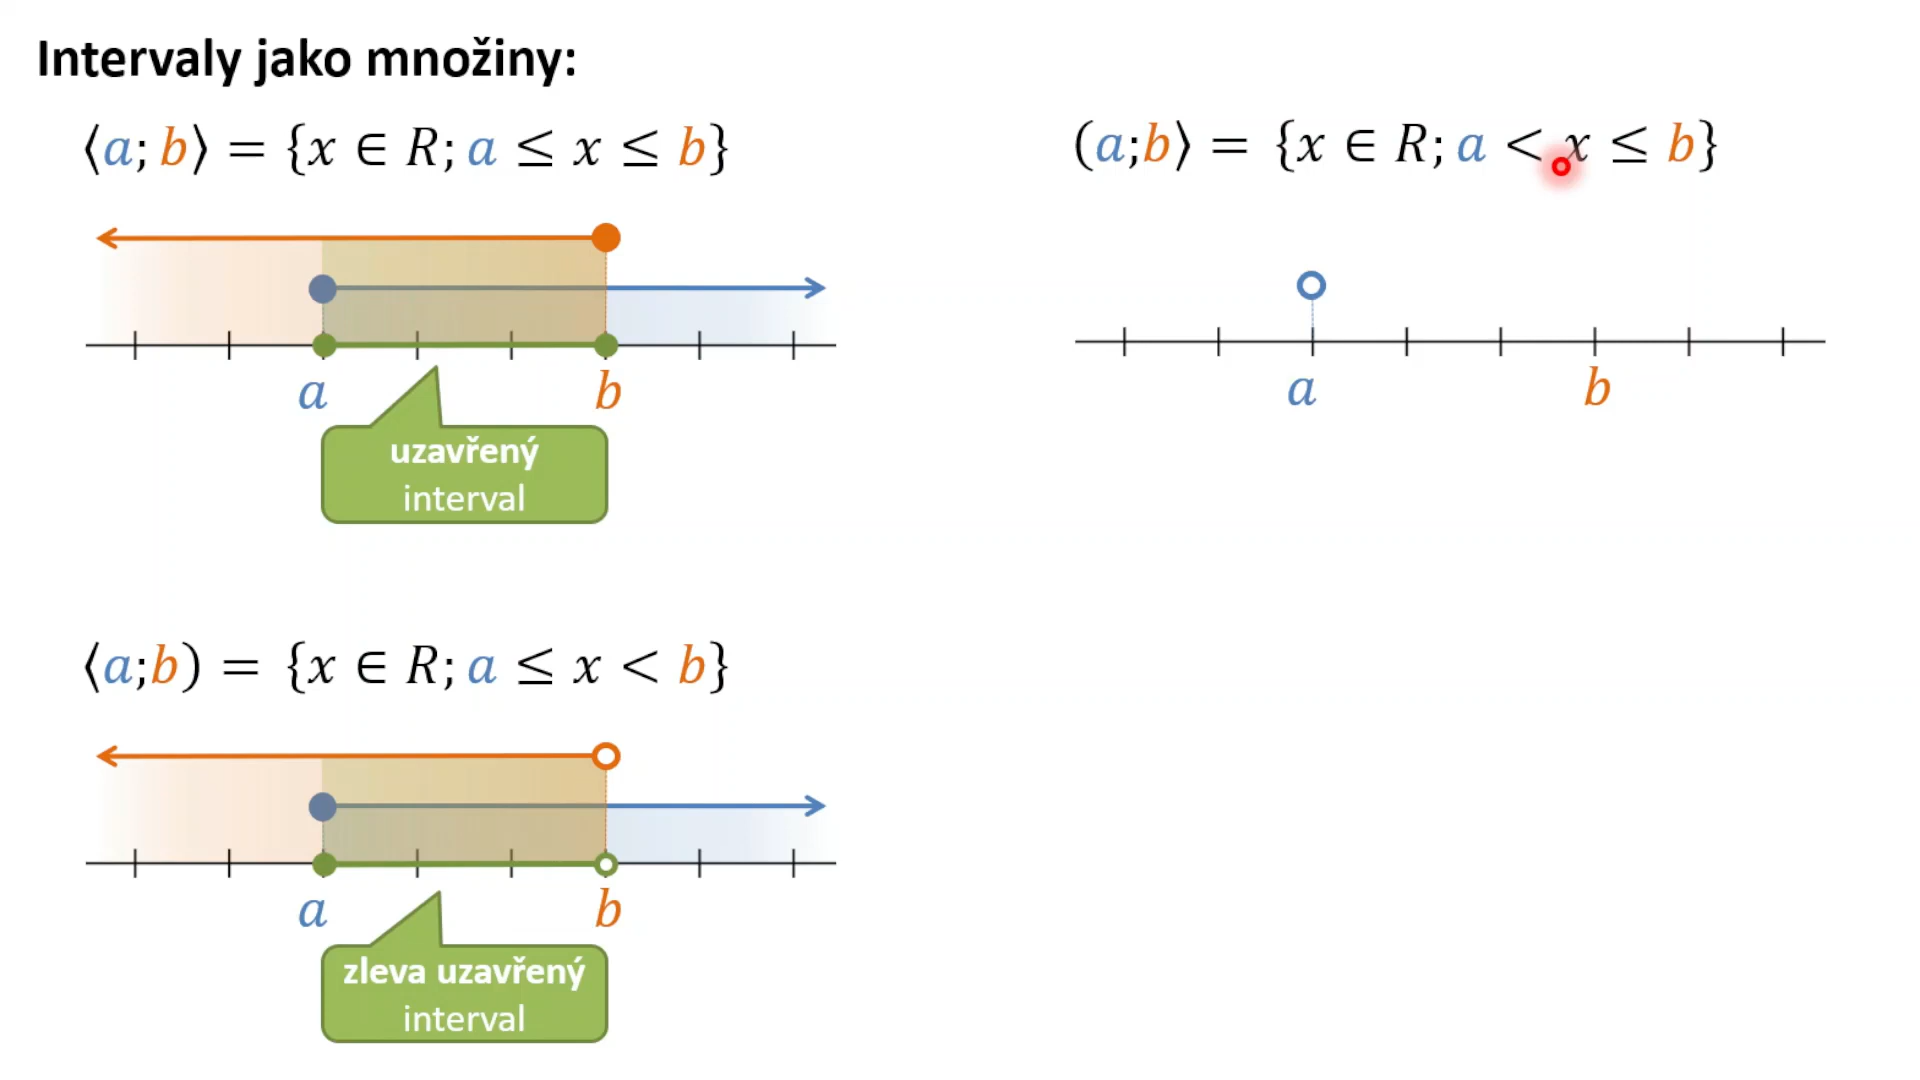 Intervaly jako množiny:
⟨a; b⟩ = {x ∈ R; a ≤ x ≤ b}
a b
uzavřený
interval
⟨a;b) = {x ∈ R; a ≤ x < b}
a b
zleva uzavřený
interval
(a;b⟩ = {x ∈ R; a < x ≤ b}
a b